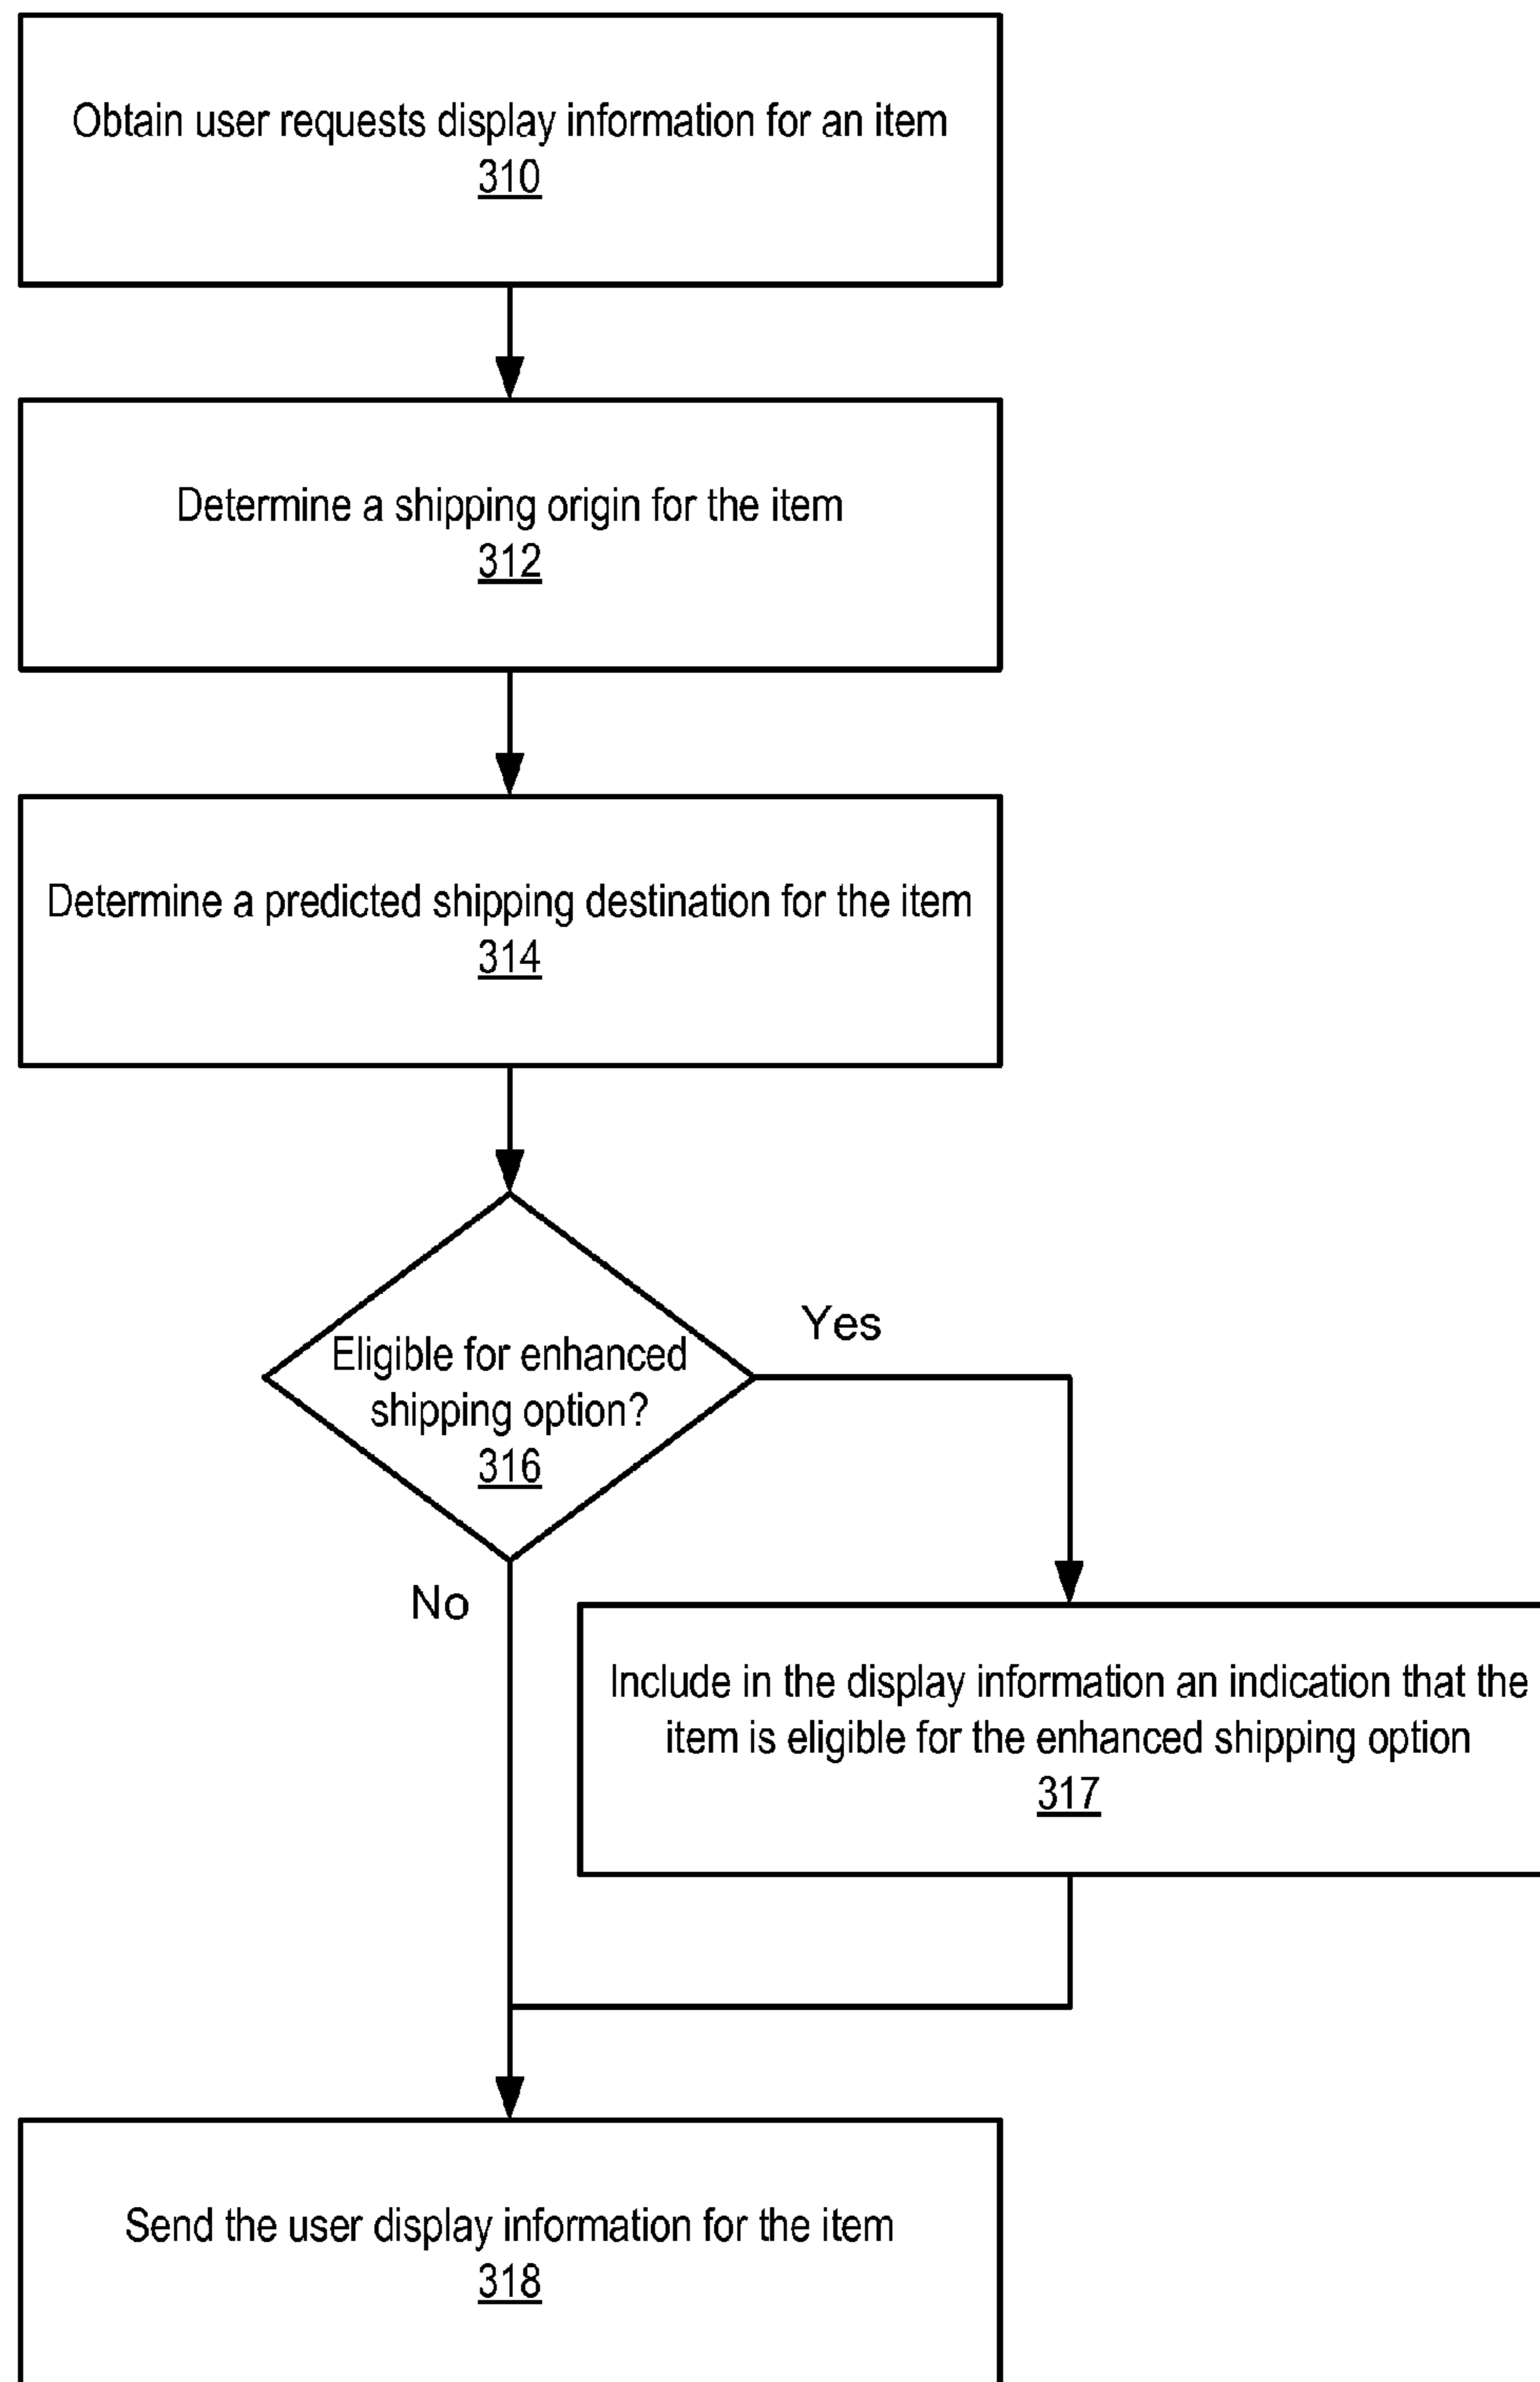 Obtain user requests display information for an item
310
Determine a shipping origin for the item
312
Determine a predicted shipping destination for the item
314
Eligible for enhanced
shipping option?
316
Yes
No
Include in the display information an indication that the
item is eligible for the enhanced shipping option
317
Send the user display information for the item
318